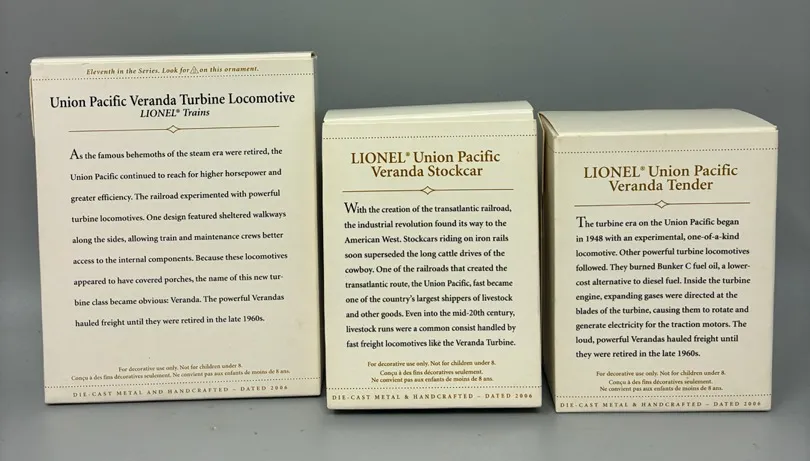 Eleventh in the Series. Look for on this ornament.
Union Pacific Veranda Turbine Locomotive
LIONEL® Trains
As the famous behemoths of the steam era were retired, the
Union Pacific continued to reach for higher horsepower and
greater efficiency. The railroad experimented with powerful
turbine locomotives. One design featured sheltered walkways
along the sides, allowing train and maintenance crews better
access to the internal components. Because these locomotives
appeared to have covered porches, the name of this new tur-
bine class became obvious: Veranda. The powerful Verandas
hauled freight until they were retired in the late 1960s.
For decorative use only. Not for children under 8.
Conçu à des fins décoratives seulement. Ne convient pas aux enfants de moins de 8 ans.
DIE-CAST METAL AND HANDCRAFTED – DATED 2006
LIONEL® Union Pacific
Veranda Stockcar
With the creation of the transatlantic railroad,
the industrial revolution found its way to the
American West. Stockcars riding on iron rails
soon superseded the long cattle drives of the
cowboy. One of the railroads that created the
transatlantic route, the Union Pacific, fast became
one of the country's largest shippers of livestock
and other goods. Even into the mid-20th century,
livestock runs were a common consist handled by
fast freight locomotives like the Veranda Turbine.
For decorative use only. Not for children under 8.
Conçu à des fins décoratives seulement.
Ne convient pas aux enfants de moins de 8 ans.
DIE-CAST METAL & HANDCRAFTED – DATED 2006
LIONEL® Union Pacific
Veranda Tender
The turbine era on the Union Pacific began
in 1948 with an experimental, one-of-a-kind
locomotive. Other powerful turbine locomotives
followed. They burned Bunker C fuel oil, a lower-
cost alternative to diesel fuel. Inside the turbine
engine, expanding gases were directed at the
blades of the turbine, causing them to rotate and
generate electricity for the traction motors. The
loud, powerful Verandas hauled freight until
they were retired in the late 1960s.
For decorative use only. Not for children under 8.
Conçu à des fins décoratives seulement.
Ne convient pas aux enfants de moins de 8 ans.
DIE-CAST METAL & HANDCRAFTED – DATED 2006